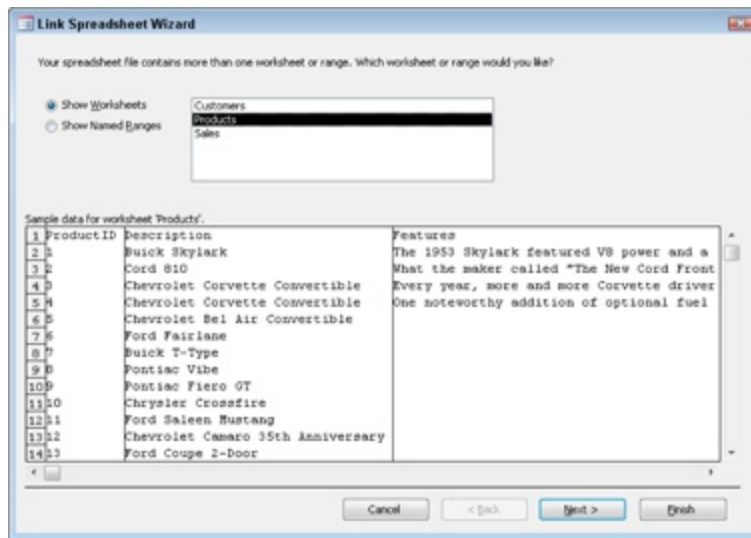 Link Spreadsheet Wizard
Your spreadsheet file contains more than one worksheet or range. Which worksheet or range would you like?
Show Worksheets
Show Named Ranges
Customers
Products
Sales
Sample data for worksheet 'Products'.
1 ProductID Description Features
2 1 Buick Skylark The 1953 Skylark featured V8 power and a
3 2 Cord 810 What the maker called "The New Cord Front
4 3 Chevrolet Corvette Convertible Every year, more and more Corvette driver
5 4 Chevrolet Corvette Convertible One noteworthy addition of optional fuel
6 5 Chevrolet Bel Air Convertible
7 6 Ford Fairlane
8 7 Buick T-Type
9 8 Pontiac Vibe
10 9 Pontiac Fiero GT
11 10 Chrysler Crossfire
12 11 Ford Saleen Mustang
13 12 Chevrolet Camaro 35th Anniversary
14 13 Ford Coupe 2-Door
Cancel < Back Next > Finish